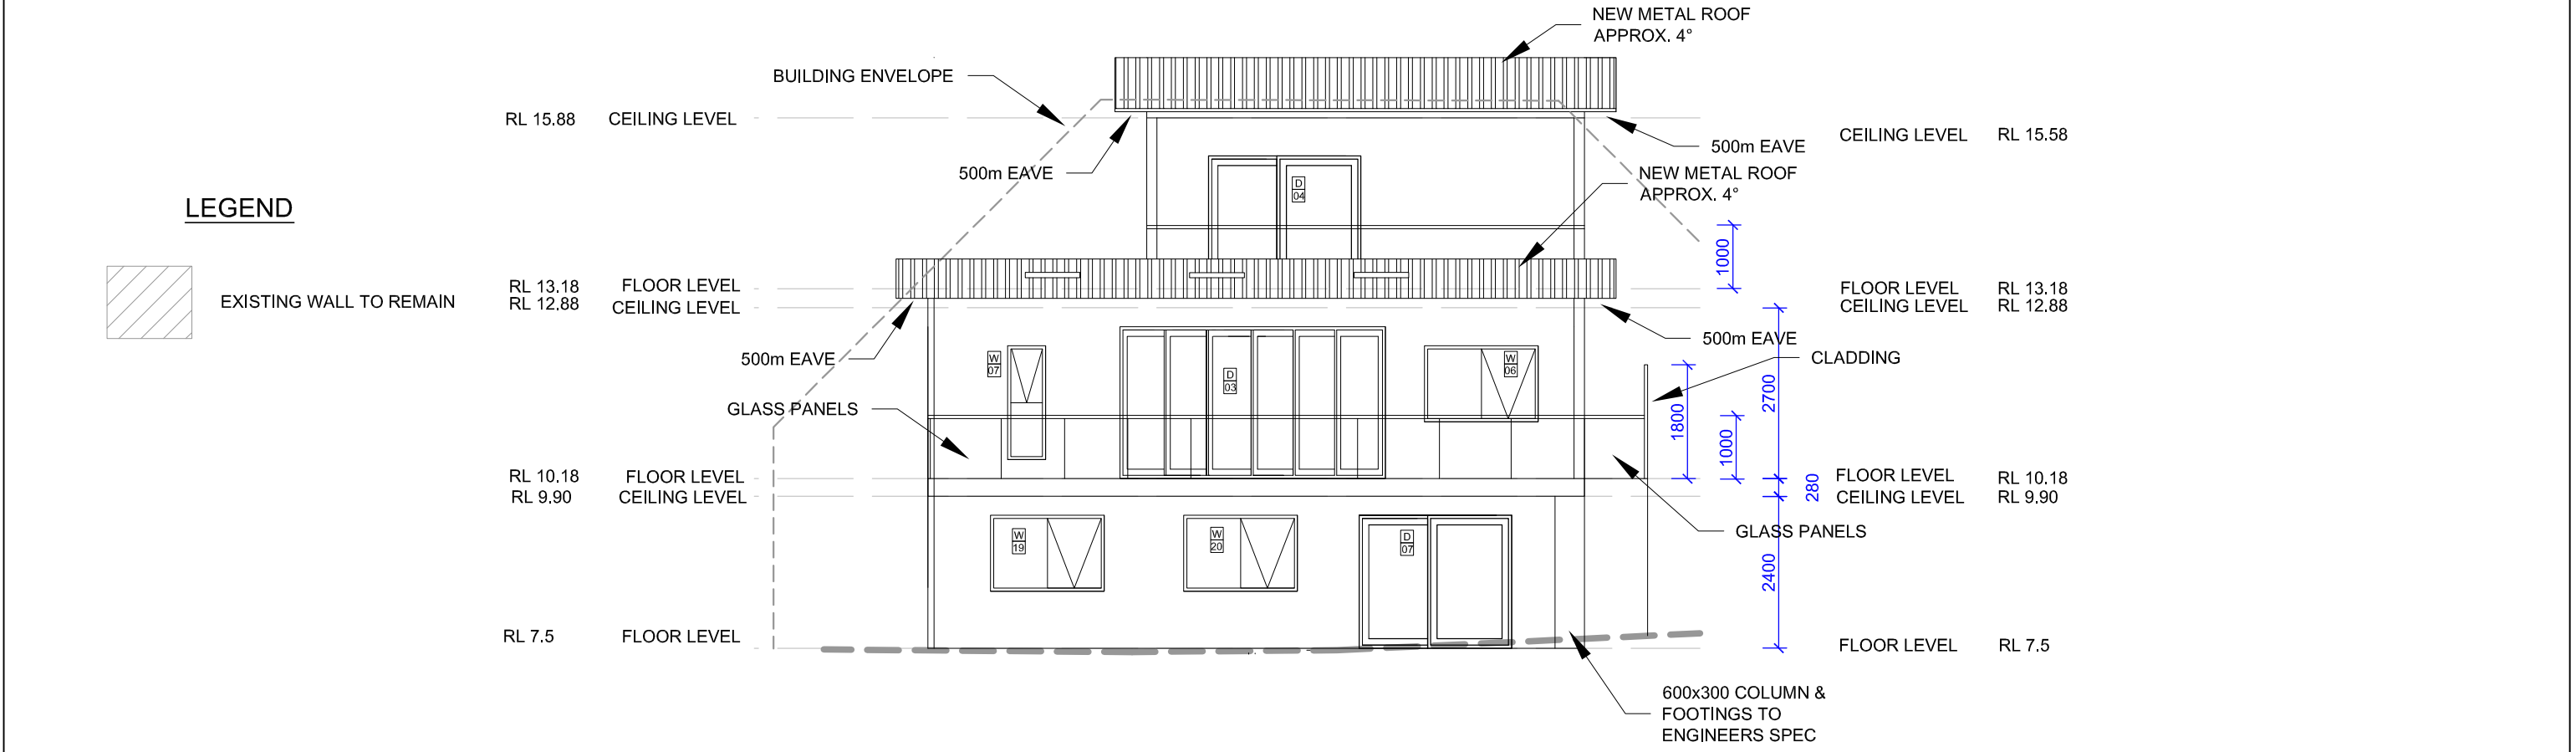 NEW METAL ROOF
APPROX. 4°
BUILDING ENVELOPE
RL 15.88 CEILING LEVEL
500m EAVE
CEILING LEVEL RL 15.58
500m EAVE
NEW METAL ROOF
APPROX. 4°
D
04
LEGEND
EXISTING WALL TO REMAIN
1000
RL 13.18 FLOOR LEVEL
RL 12.88 CEILING LEVEL
FLOOR LEVEL RL 13.18
CEILING LEVEL RL 12.88
500m EAVE
500m EAVE
CLADDING
W
07
D
03
W
06
GLASS PANELS
1800
1000
2700
RL 10.18 FLOOR LEVEL
RL 9.90 CEILING LEVEL
280
FLOOR LEVEL RL 10.18
CEILING LEVEL RL 9.90
GLASS PANELS
W
19
W
20
D
07
2400
RL 7.5 FLOOR LEVEL
FLOOR LEVEL RL 7.5
600x300 COLUMN &
FOOTINGS TO
ENGINEERS SPEC